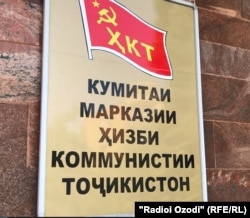 ҲКТ
КУМИТАИ
МАРКАЗИИ
ҲИЗБИ
КОММУНИСТИИ
ТОҶИКИСТОН
"Radioi Ozodi" (RFE/RL)